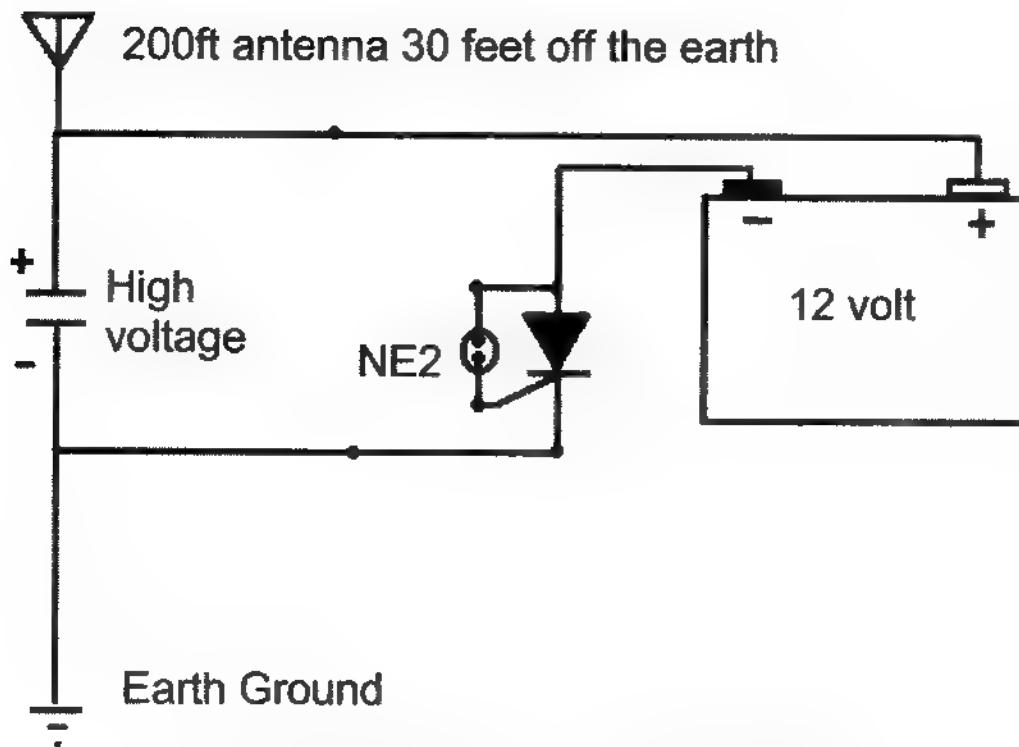 200ft antenna 30 feet off the earth
+
High
voltage
-
NE2
- +
12 volt
Earth Ground
-